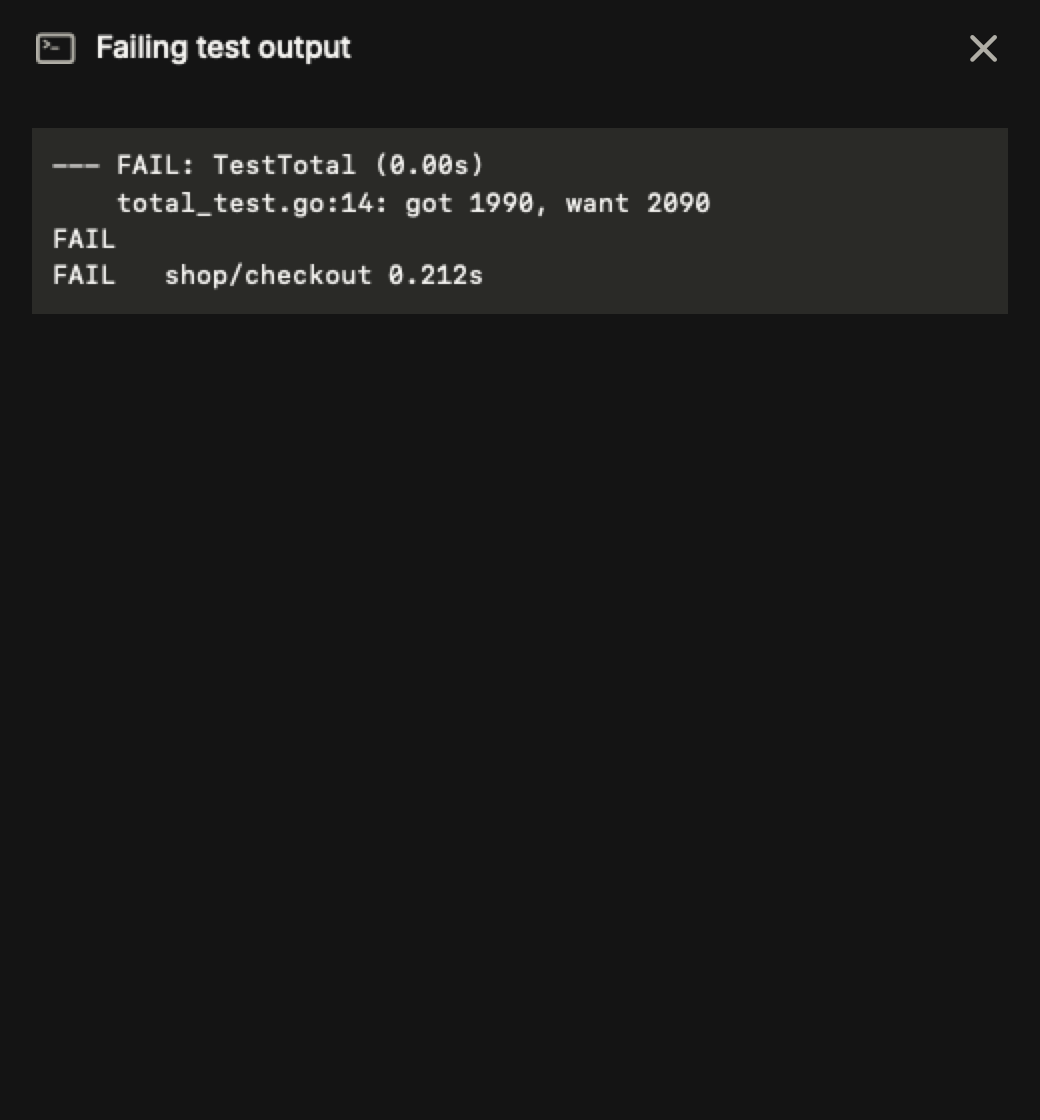 Failing test output
--- FAIL: TestTotal (0.00s)
    total_test.go:14: got 1990, want 2090
FAIL
FAIL   shop/checkout 0.212s